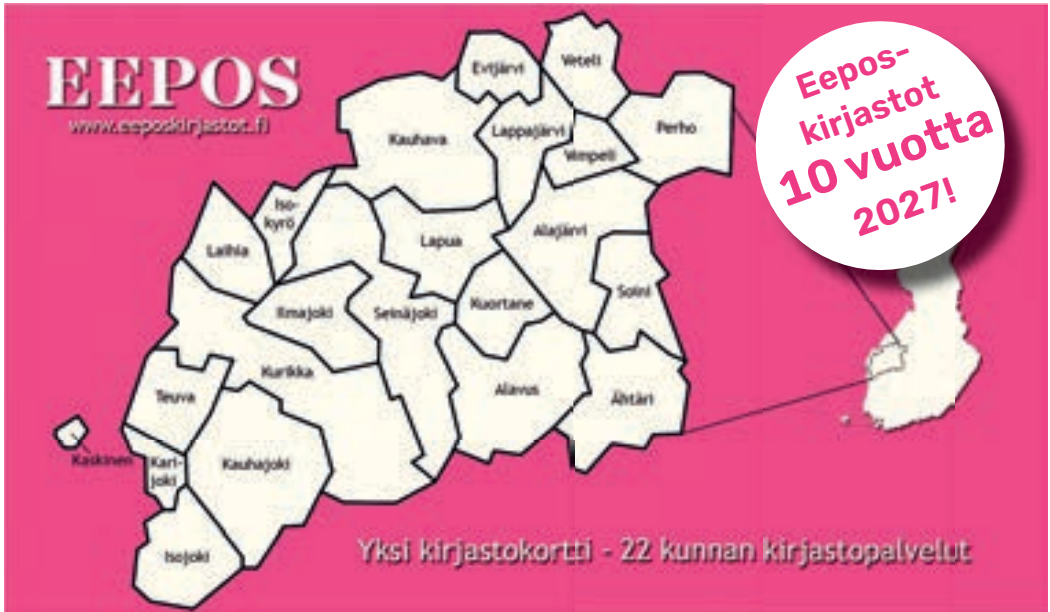 EEPOS
www.eeposkirjastot.fi
Eepos-
kirjastot
10 vuotta
2027!
Evijärvi
Veteli
Kauhava
Lappajärvi
Perho
Vimpeli
Iso-
kyrö
Laihia
Lapua
Alajärvi
Ilmajoki
Seinäjoki
Kuortane
Soini
Kurikka
Teuva
Alavus
Ähtäri
Kaskinen
Kari-
joki
Kauhajoki
Isojoki
Yksi kirjastokortti - 22 kunnan kirjastopalvelut